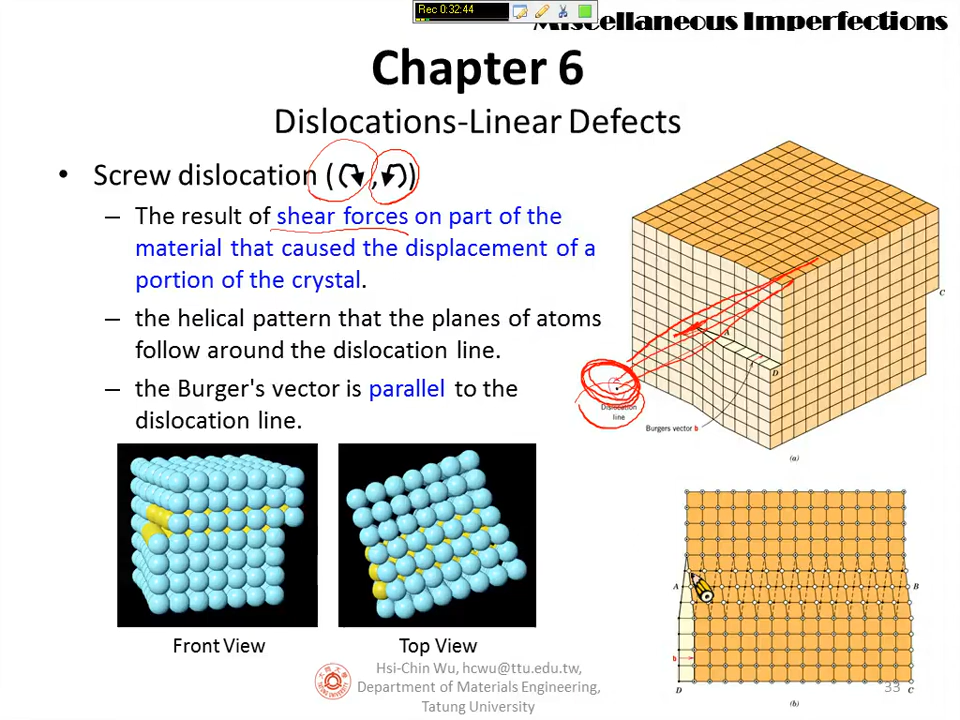 Rec 0:32:44
Miscellaneous Imperfections
Chapter 6
Dislocations-Linear Defects
• Screw dislocation ( , )
– The result of shear forces on part of the
material that caused the displacement of a
portion of the crystal.
– the helical pattern that the planes of atoms
follow around the dislocation line.
– the Burger's vector is parallel to the
dislocation line.
A
C
D
Dislocation
line
Burgers vector b
(a)
A
B
b
D
C
(b)
Front View
Top View
Hsi-Chin Wu, hcwu@ttu.edu.tw,
Department of Materials Engineering,
Tatung University
33